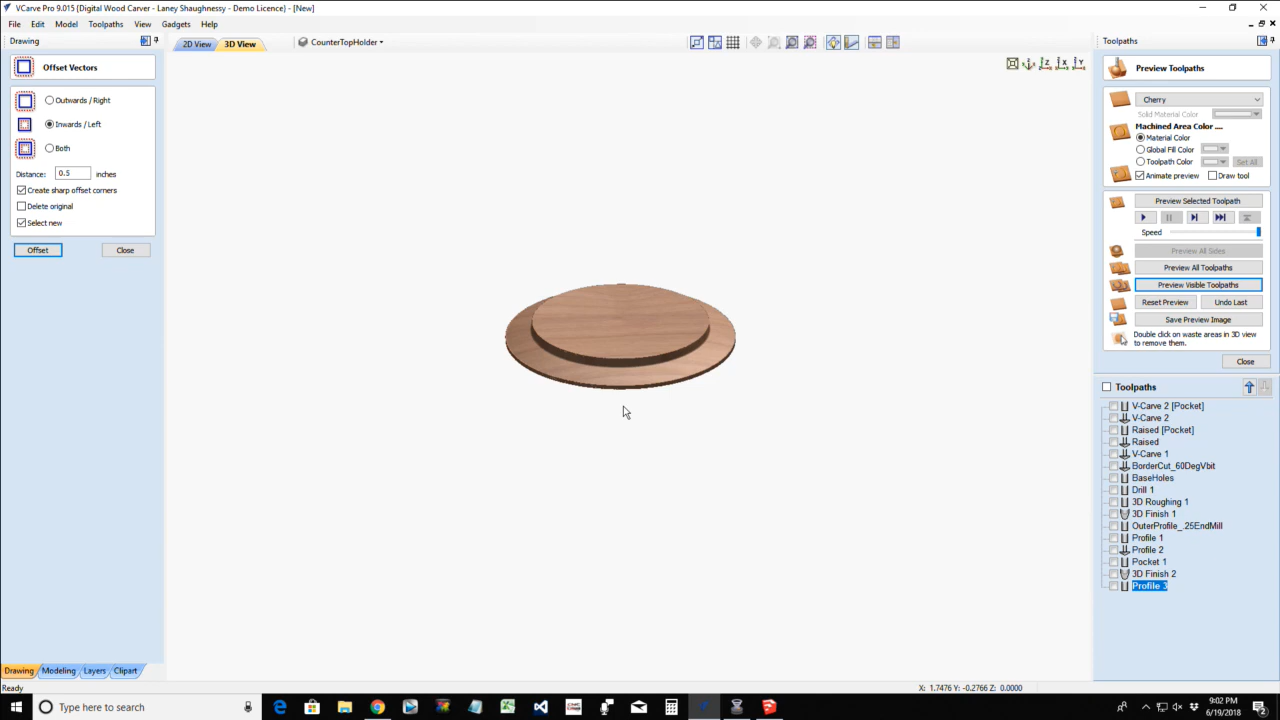 VCarve Pro 9.015 {Digital Wood Carver - Laney Shaughnessy - Demo Licence} - [New]
File Edit Model Toolpaths View Gadgets Help
Drawing
2D View 3D View CounterTopHolder
Toolpaths
Offset Vectors
Outwards / Right
Inwards / Left
Both
Distance: 0.5 inches
Create sharp offset corners
Delete original
Select new
Offset Close
Z X Y
Preview Toolpaths
Cherry
Solid Material Color
Machined Area Color ....
Material Color
Global Fill Color
Toolpath Color Set All
Animate preview Draw tool
Preview Selected Toolpath
Speed
Preview All Sides
Preview All Toolpaths
Preview Visible Toolpaths
Reset Preview Undo Last
Save Preview Image
Double click on waste areas in 3D view
to remove them.
Close
Toolpaths
V-Carve 2 [Pocket]
V-Carve 2
Raised [Pocket]
Raised
V-Carve 1
BorderCut_60DegVbit
BaseHoles
Drill 1
3D Roughing 1
3D Finish 1
OuterProfile_.25EndMill
Profile 1
Profile 2
Pocket 1
3D Finish 2
Profile 3
Drawing Modeling Layers Clipart
Ready
X: 1.7476 Y: -0.2766 Z: 0.0000
Type here to search
9:02 PM
6/19/2018